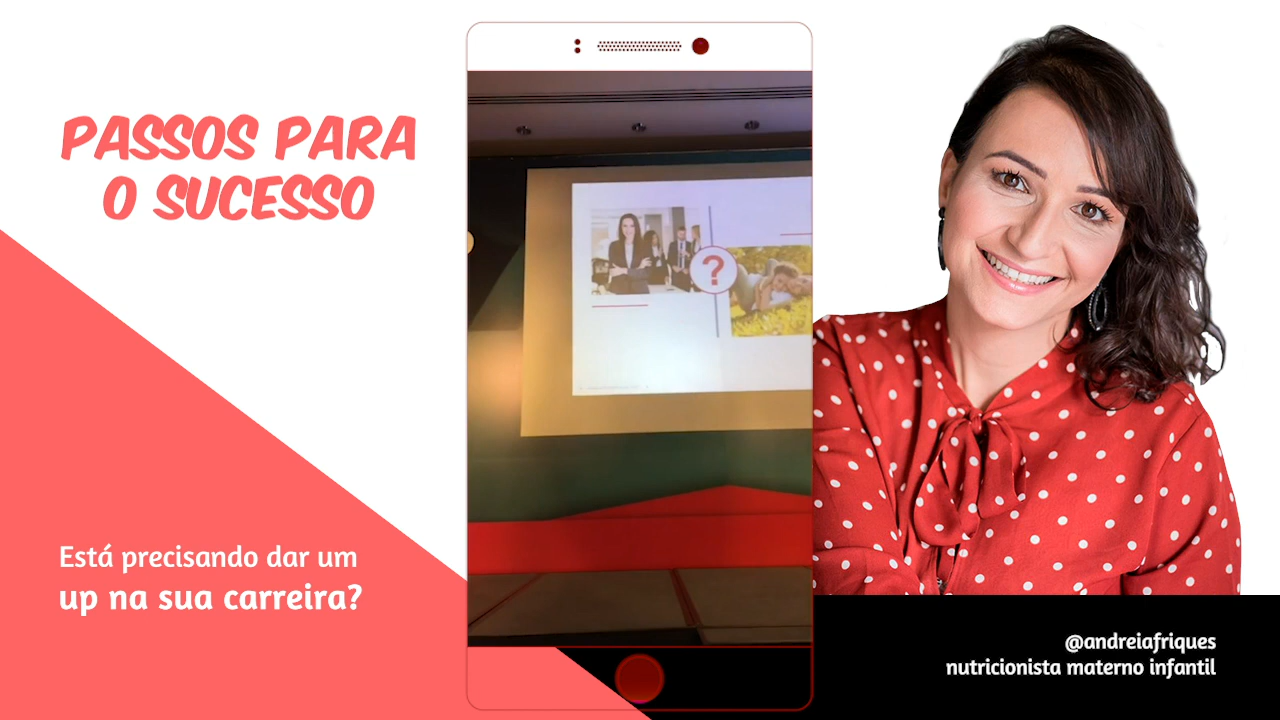 PASSOS PARA
O SUCESSO
?
Está precisando dar um
up na sua carreira?
@andreiafriques
nutricionista materno infantil